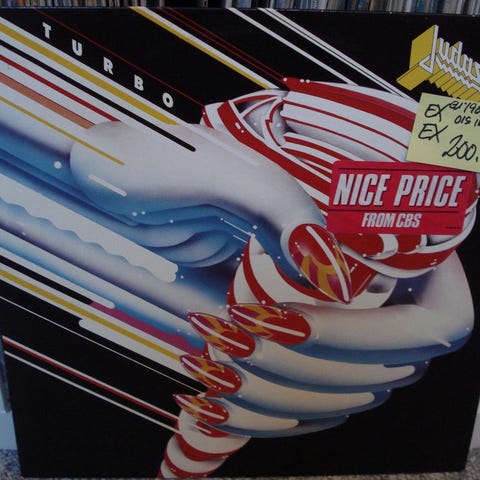 TURBO
Judas
EX
EX 200.
NICE PRICE
FROM CBS